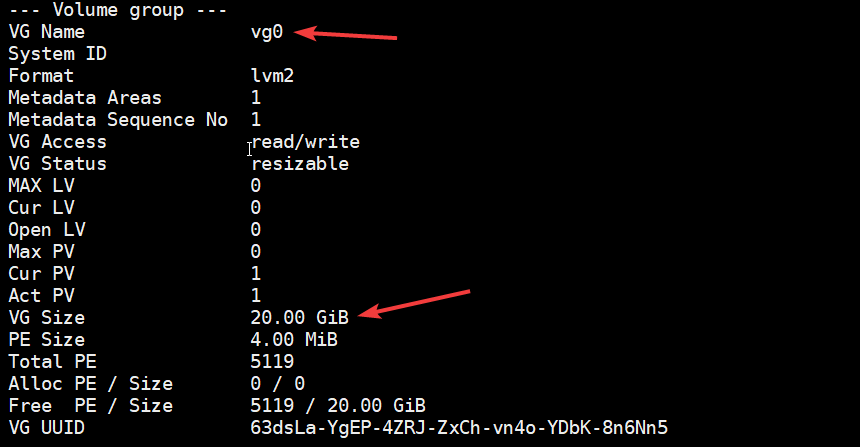 --- Volume group ---
VG Name vg0
System ID
Format lvm2
Metadata Areas 1
Metadata Sequence No 1
VG Access read/write
VG Status resizable
MAX LV 0
Cur LV 0
Open LV 0
Max PV 0
Cur PV 1
Act PV 1
VG Size 20.00 GiB
PE Size 4.00 MiB
Total PE 5119
Alloc PE / Size 0 / 0
Free  PE / Size 5119 / 20.00 GiB
VG UUID 63dsLa-YgEP-4ZRJ-ZxCh-vn4o-YDbK-8n6Nn5